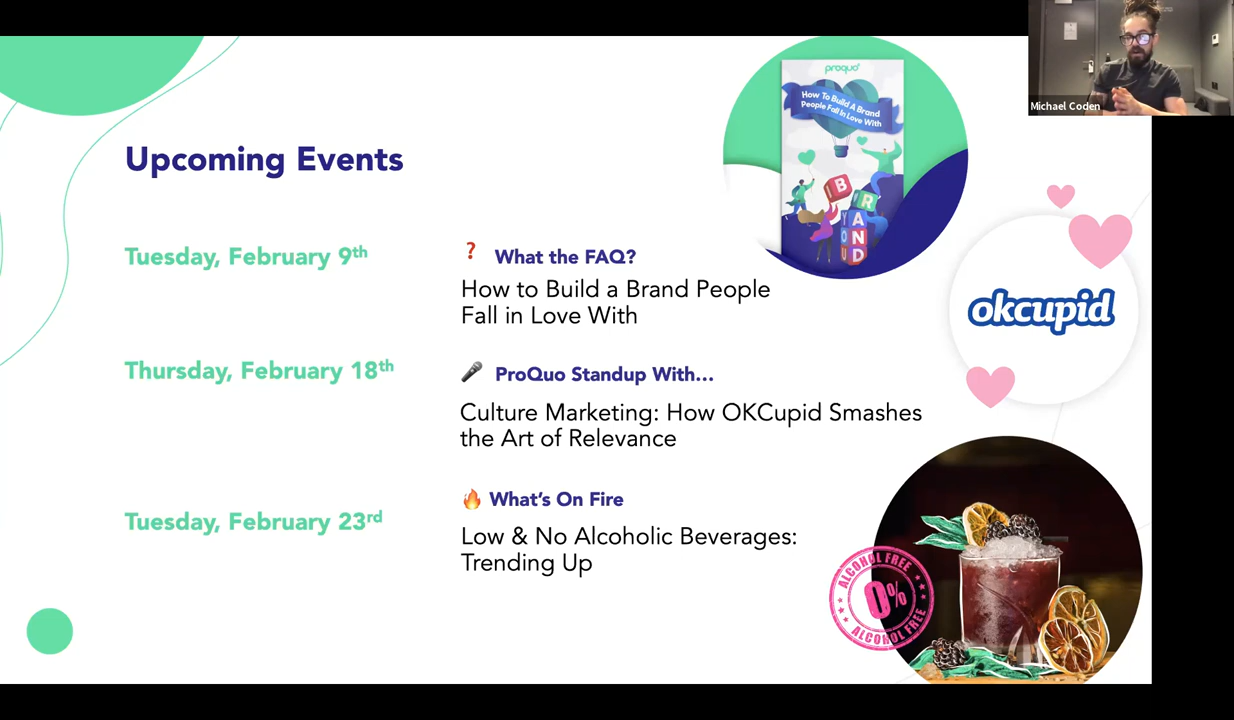 Michael Coden
proquo
How To Build A Brand
People Fall In Love With
B
R
YOU
AND
Upcoming Events
Tuesday, February 9th
❓ What the FAQ?
How to Build a Brand People
Fall in Love With
okcupid
Thursday, February 18th
🎤 ProQuo Standup With...
Culture Marketing: How OKCupid Smashes
the Art of Relevance
Tuesday, February 23rd
🔥 What's On Fire
Low & No Alcoholic Beverages:
Trending Up
ALCOHOL FREE
0%
ALCOHOL FREE